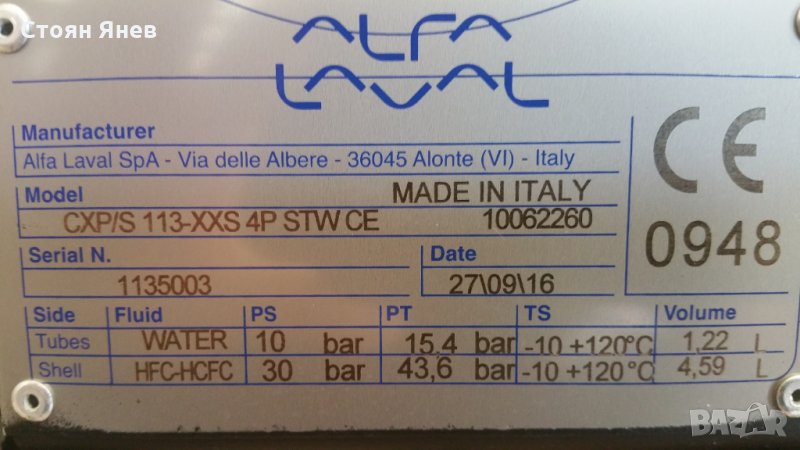 Стоян Янев
ALFA
LAVAL
Manufacturer
Alfa Laval SpA - Via delle Albere - 36045 Alonte (VI) - Italy
Model MADE IN ITALY
CXP/S 113-XXS 4P STW CE 10062260
CE
0948
Serial N. Date
1135003 27\09\16
Side Fluid PS PT TS Volume
Tubes WATER 10 bar 15,4 bar -10 +120°C 1,22 L
Shell HFC-HCFC 30 bar 43,6 bar -10 +120°C 4,59 L
BAZAR